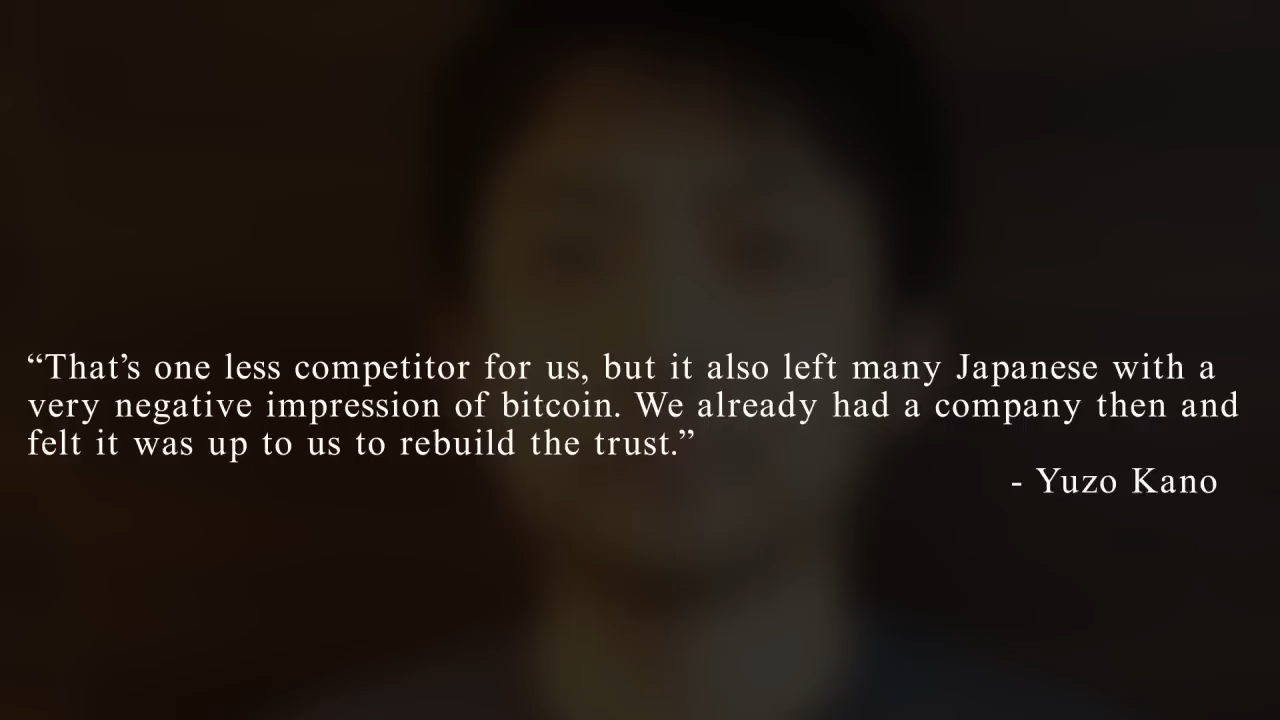 “That’s one less competitor for us, but it also left many Japanese with a
very negative impression of bitcoin. We already had a company then and
felt it was up to us to rebuild the trust.”
- Yuzo Kano